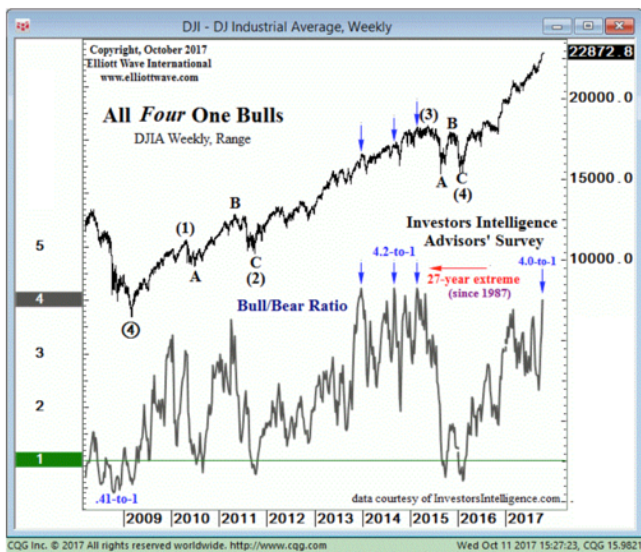 DJI - DJ Industrial Average, Weekly
Copyright, October 2017
Elliott Wave International
www.elliottwave.com
All Four One Bulls
DJIA Weekly, Range
22872.8
20000.0
15000.0
10000.0
(3)
B
A
C
(4)
B
(1)
A
C
(2)
④
Investors Intelligence
Advisors' Survey
4.2-to-1
4.0-to-1
27-year extreme
(since 1987)
Bull/Bear Ratio
5
4
3
2
1
.41-to-1
data courtesy of InvestorsIntelligence.com
2009 2010 2011 2012 2013 2014 2015 2016 2017
CQG Inc. © 2017 All rights reserved worldwide. http://www.cqg.com
Wed Oct 11 2017 15:27:23, CQG 15.9821